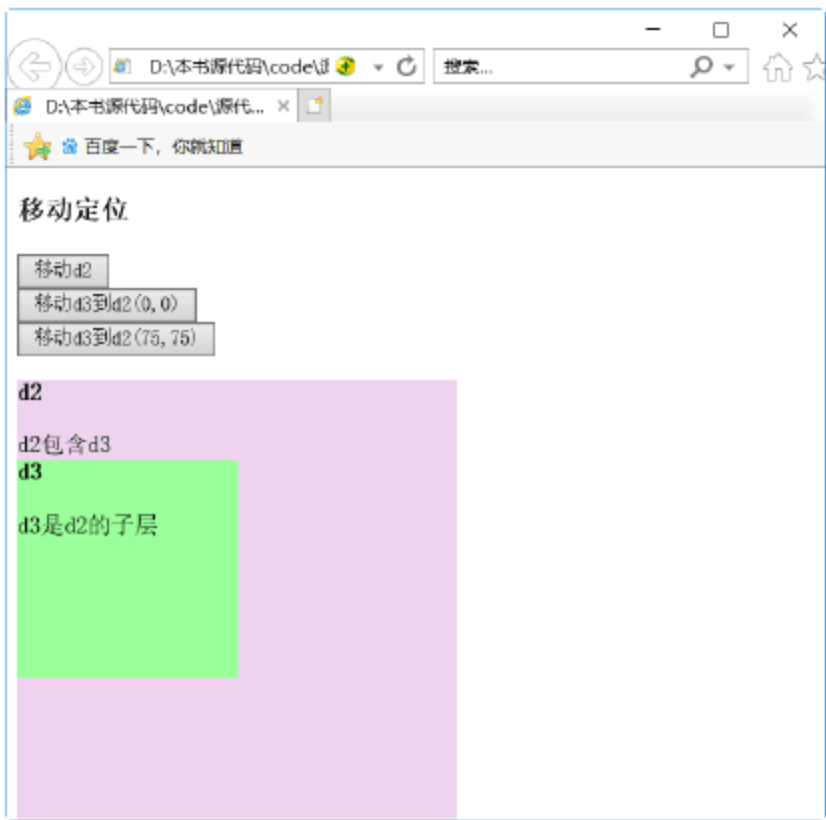 D:\本书源代码\code\
搜索...
D:\本书源代码\code\源代...
百度一下，你就知道
移动定位
移动d2
移动d3到d2(0,0)
移动d3到d2(75,75)
d2
d2包含d3
d3
d3是d2的子层